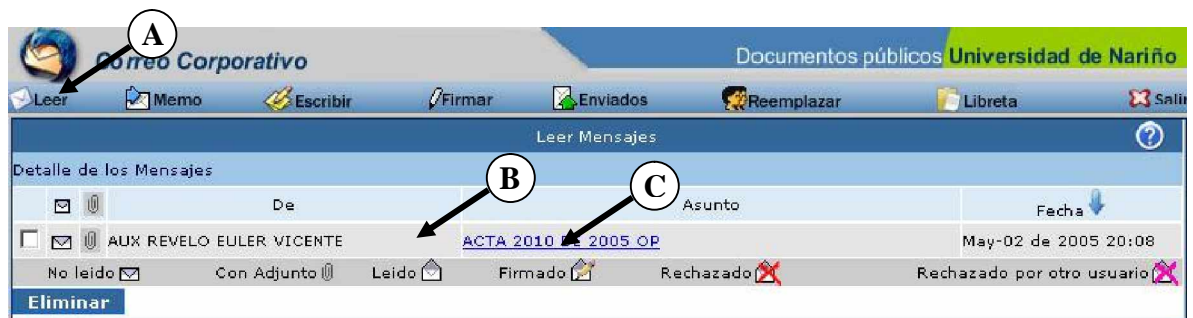 A
Correo Corporativo
Documentos públicos Universidad de Nariño
Leer Memo Escribir Firmar Enviados Reemplazar Libreta Salir
Leer Mensajes ?
Detalle de los Mensajes
B C
De Asunto Fecha
AUX REVELO EULER VICENTE ACTA 2010 DE 2005 OP May-02 de 2005 20:08
No leido Con Adjunto Leido Firmado Rechazado Rechazado por otro usuario
Eliminar